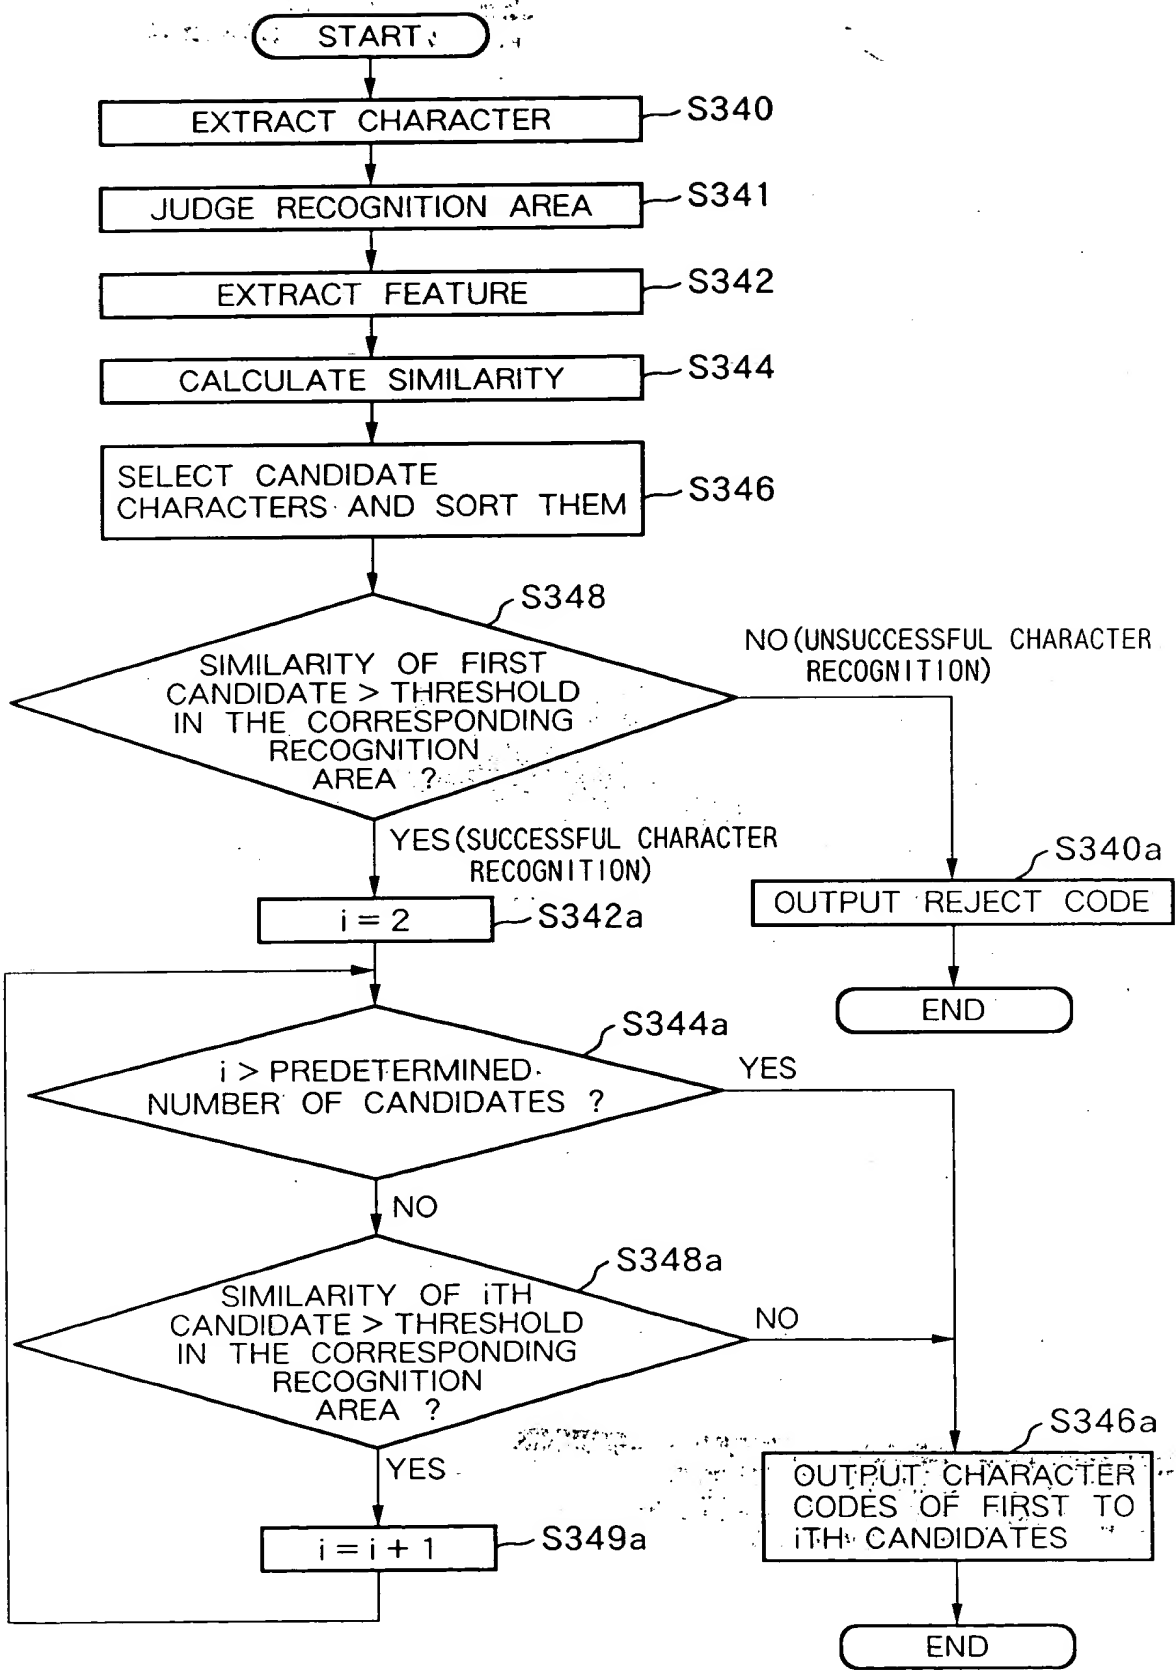 START
EXTRACT CHARACTER
S340
JUDGE RECOGNITION AREA
S341
EXTRACT FEATURE
S342
CALCULATE SIMILARITY
S344
SELECT CANDIDATE
CHARACTERS AND SORT THEM
S346
S348
SIMILARITY OF FIRST
CANDIDATE > THRESHOLD
IN THE CORRESPONDING
RECOGNITION
AREA ?
NO (UNSUCCESSFUL CHARACTER
RECOGNITION)
YES (SUCCESSFUL CHARACTER
RECOGNITION)
S340a
OUTPUT REJECT CODE
END
i = 2
S342a
S344a
i > PREDETERMINED
NUMBER OF CANDIDATES ?
YES
NO
S348a
SIMILARITY OF iTH
CANDIDATE > THRESHOLD
IN THE CORRESPONDING
RECOGNITION
AREA ?
NO
YES
i = i + 1
S349a
S346a
OUTPUT CHARACTER
CODES OF FIRST TO
iTH CANDIDATES
END